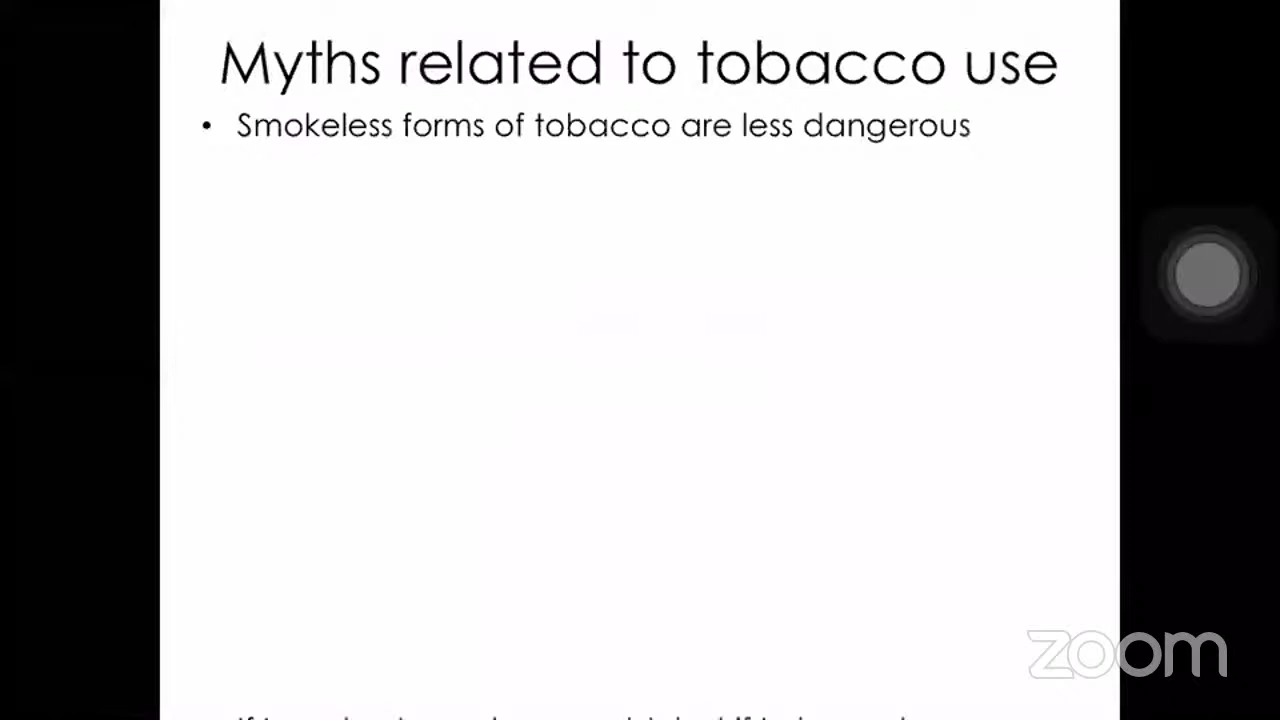 Myths related to tobacco use
• Smokeless forms of tobacco are less dangerous
zoom